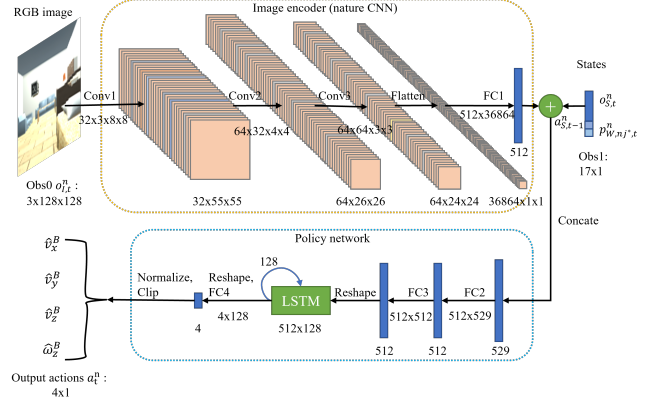 RGB image
Image encoder (nature CNN)
Conv1
32x3x8x8
Conv2
64x32x4x4
Conv3
64x64x3x3
Flatten
FC1
512x36864
512
States
o^n_{S,t}
a^n_{S,t−1}
p^n_{W,nj*,t}
Obs1:
17x1
Obs0 o^n_{I,t} :
3x128x128
32x55x55
64x26x26
64x24x24
36864x1x1
+
Concate
Policy network
v̂^B_x
v̂^B_y
v̂^B_z
ω̂^B_z
Normalize,
Clip
4
Reshape,
FC4
4x128
128
LSTM
512x128
Reshape
512
FC3
512x512
512
FC2
512x529
529
Output actions a^n_t :
4x1